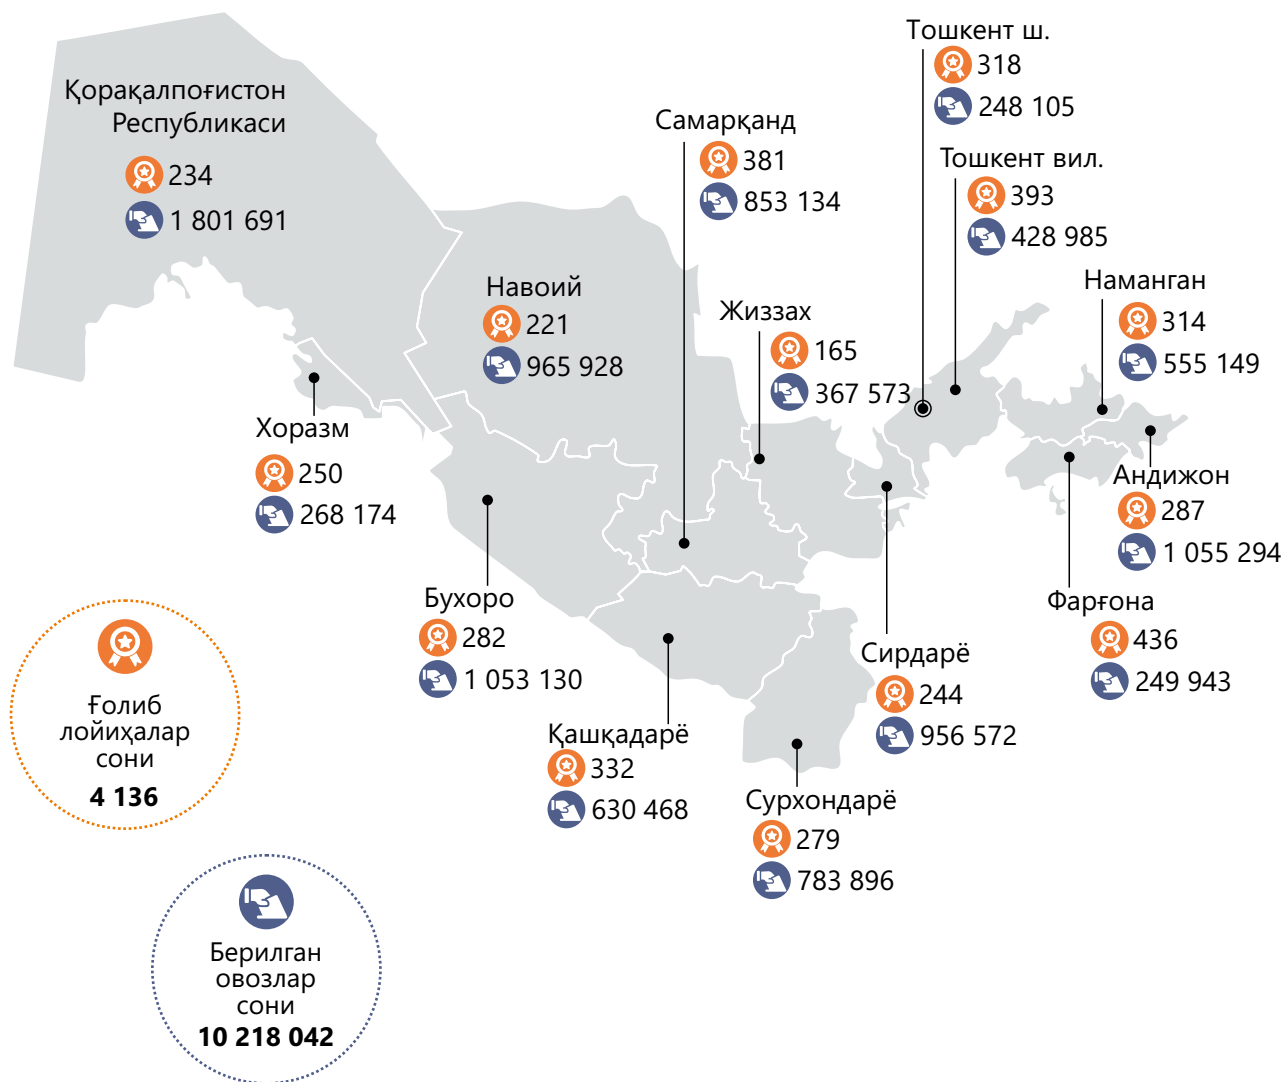 Тошкент ш.
318
248 105
Қорақалпоғистон
Республикаси
234
1 801 691
Самарқанд
381
853 134
Тошкент вил.
393
428 985
Навоий
221
965 928
Жиззах
165
367 573
Наманган
314
555 149
Хоразм
250
268 174
Андижон
287
1 055 294
Бухоро
282
1 053 130
Фарғона
436
249 943
Сирдарё
244
956 572
Қашқадарё
332
630 468
Сурхондарё
279
783 896
Ғолиб
лойиҳалар
сони
4 136
Берилган
овозлар
сони
10 218 042